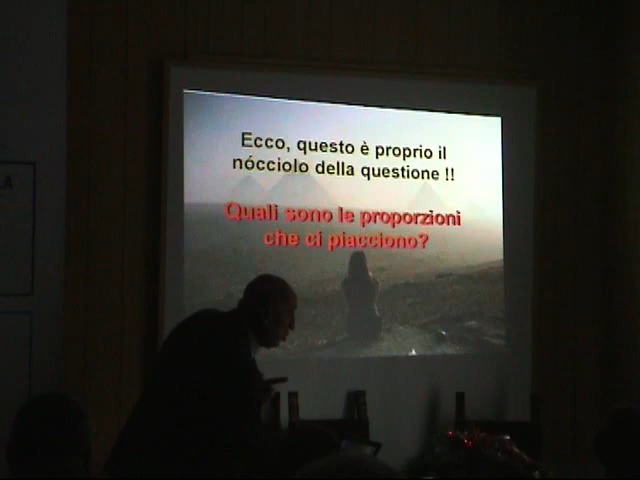 Ecco, questo è proprio il
nócciolo della questione !!
Quali sono le proporzioni
che ci piacciono?